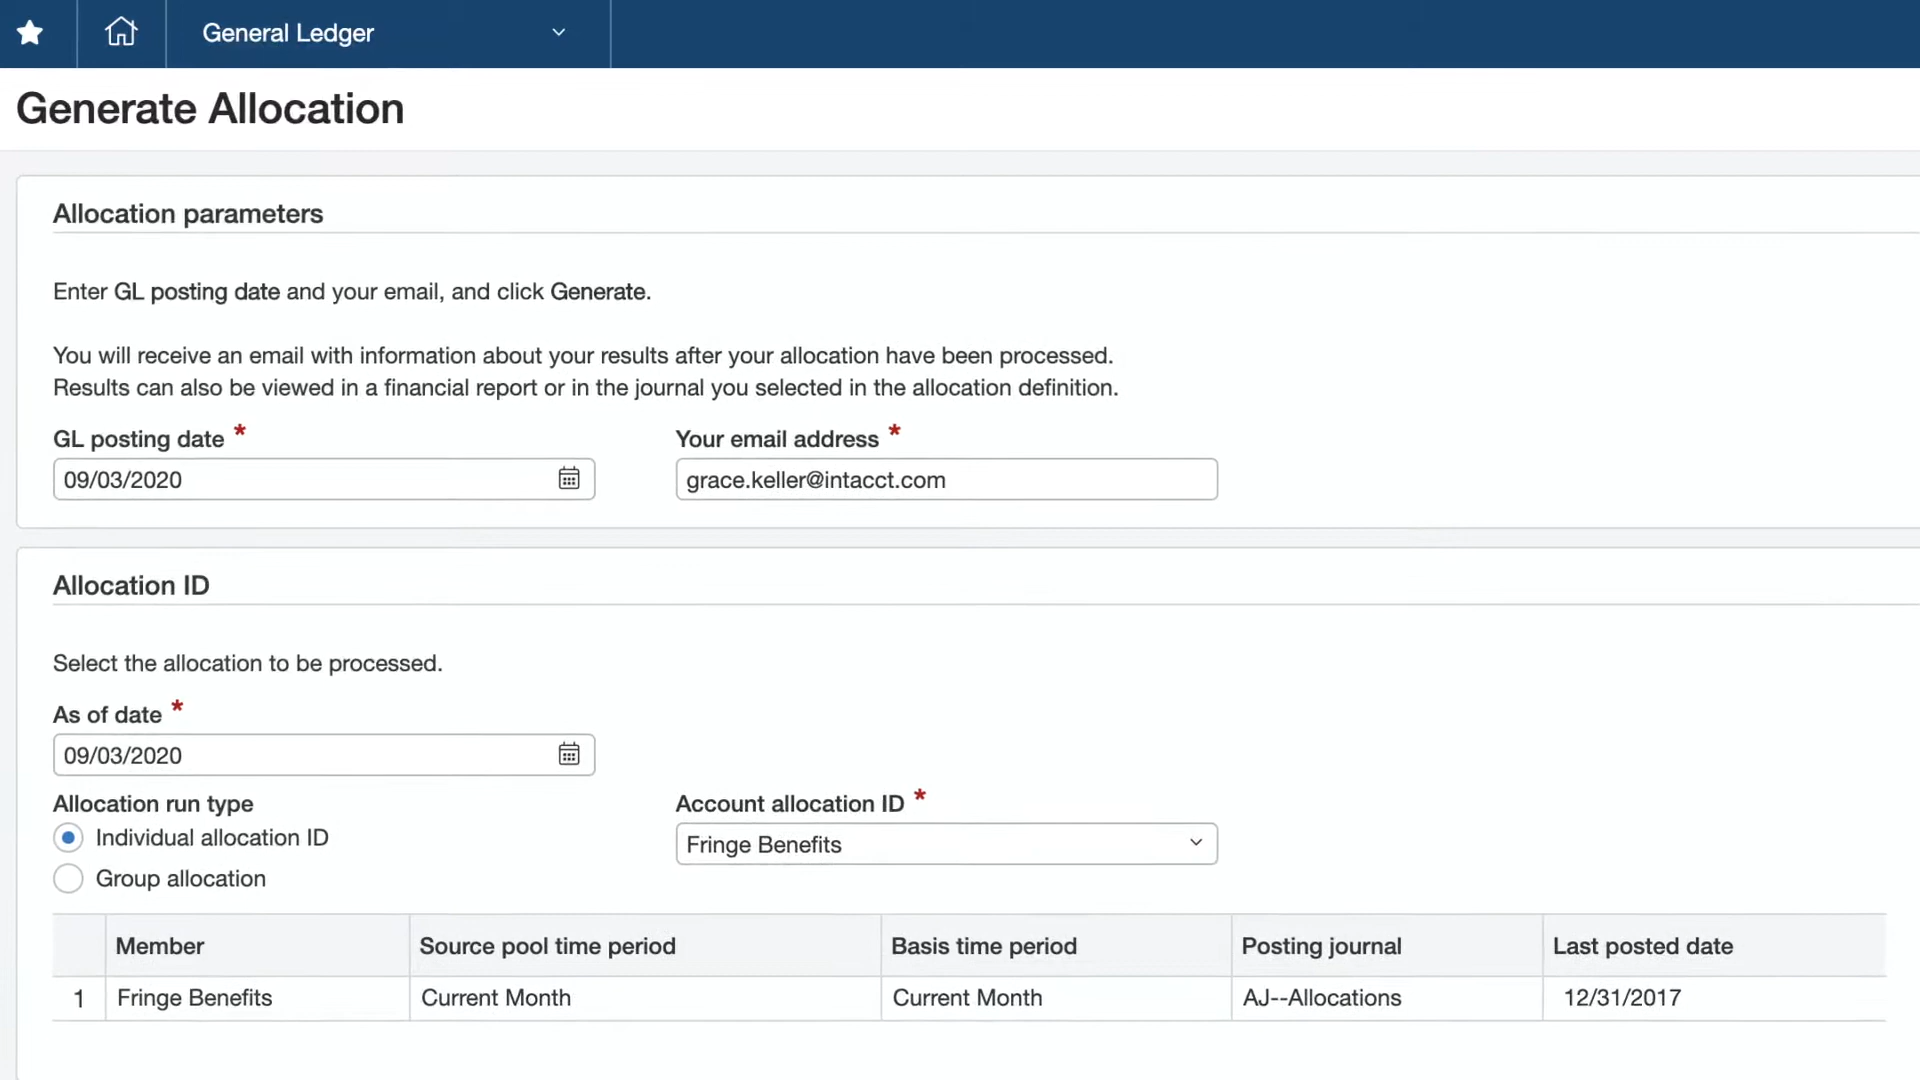 General Ledger
Generate Allocation
Allocation parameters
Enter GL posting date and your email, and click Generate.
You will receive an email with information about your results after your allocation have been processed.
Results can also be viewed in a financial report or in the journal you selected in the allocation definition.
GL posting date * Your email address *
09/03/2020 grace.keller@intacct.com
Allocation ID
Select the allocation to be processed.
As of date *
09/03/2020
Allocation run type Account allocation ID *
Individual allocation ID Fringe Benefits
Group allocation
Member Source pool time period Basis time period Posting journal Last posted date
1 Fringe Benefits Current Month Current Month AJ--Allocations 12/31/2017